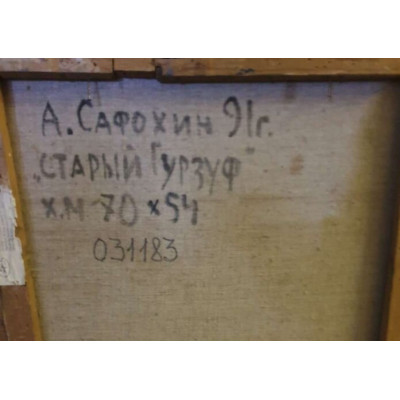 А. Сафохин 91г.
„СТАРЫЙ Гурзуф"
х.м 70 х 54
031183